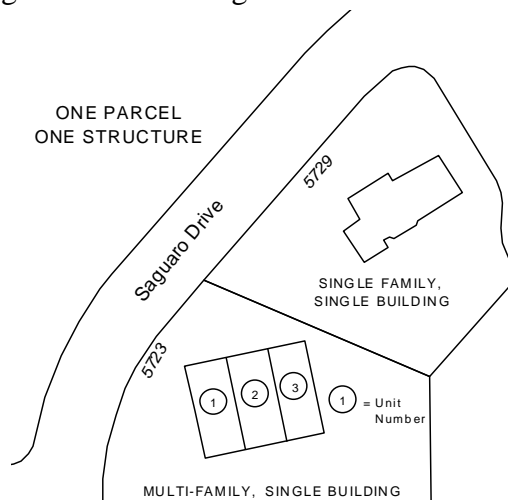 ONE PARCEL
ONE STRUCTURE
5729
Saguaro Drive
SINGLE FAMILY,
SINGLE BUILDING
5723
1
2
3
1 = Unit
Number
MULTI-FAMILY, SINGLE BUILDING